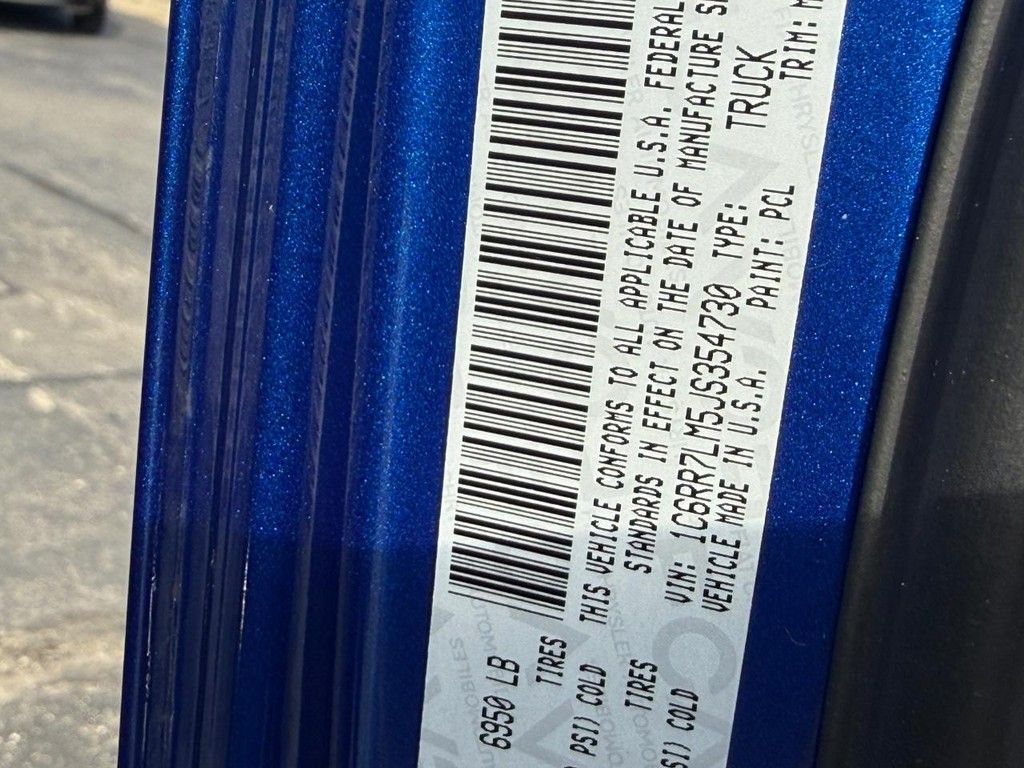 6950 LB
TIRES
PSI) COLD
TIRES
COLD
THIS VEHICLE CONFORMS TO ALL APPLICABLE U.S.A. FEDERAL
STANDARDS IN EFFECT ON THE DATE OF MANUFACTURE
VIN: 1C6RR7LM5JS354730 TYPE: TRUCK
VEHICLE MADE IN U.S.A. PAINT: PCL TRIM: